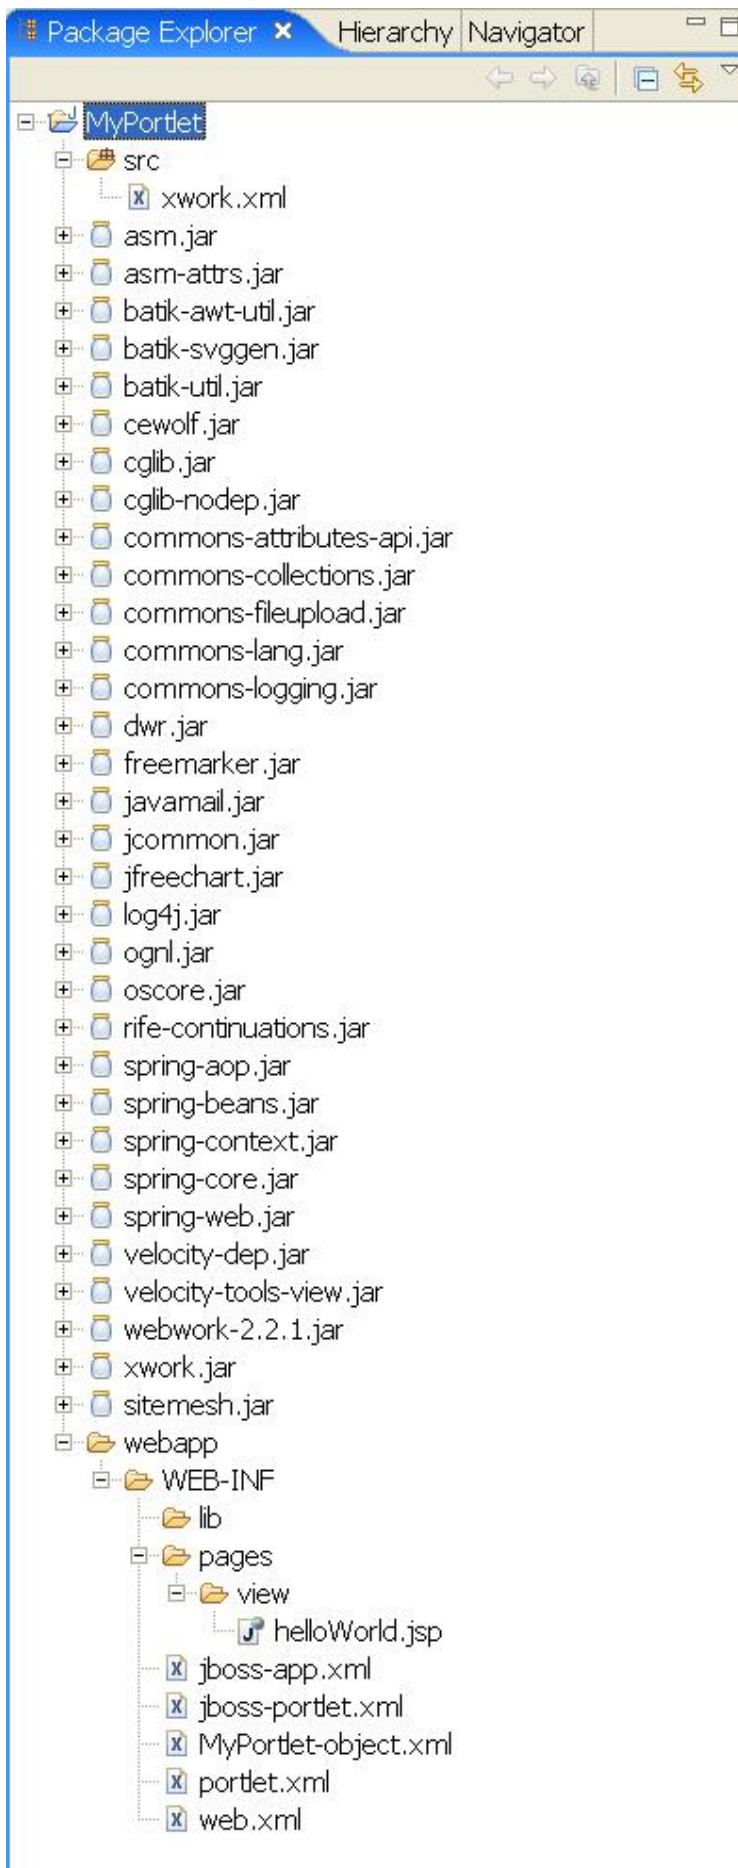 Package Explorer Hierarchy Navigator
MyPortlet
src
xwork.xml
asm.jar
asm-attrs.jar
batik-awt-util.jar
batik-svggen.jar
batik-util.jar
cewolf.jar
cglib.jar
cglib-nodep.jar
commons-attributes-api.jar
commons-collections.jar
commons-fileupload.jar
commons-lang.jar
commons-logging.jar
dwr.jar
freemarker.jar
javamail.jar
jcommon.jar
jfreechart.jar
log4j.jar
ognl.jar
oscore.jar
rife-continuations.jar
spring-aop.jar
spring-beans.jar
spring-context.jar
spring-core.jar
spring-web.jar
velocity-dep.jar
velocity-tools-view.jar
webwork-2.2.1.jar
xwork.jar
sitemesh.jar
webapp
WEB-INF
lib
pages
view
helloWorld.jsp
jboss-app.xml
jboss-portlet.xml
MyPortlet-object.xml
portlet.xml
web.xml